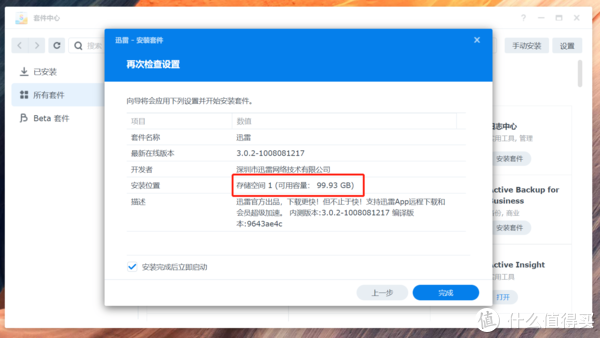 套件中心
搜索
手动安装
设置
已安装
所有套件
Beta 套件
迅雷 - 安装套件
再次检查设置
向导将会应用下列设置并开始安装套件。
项目 数值
套件名称 迅雷
最新在线版本 3.0.2-1008081217
开发者 深圳市迅雷网络技术有限公司
安装位置 存储空间 1 (可用容量: 99.93 GB)
描述 迅雷官方出品，下载更快！但不止于快！支持迅雷App远程下载和
会员超级加速。 内测版本:3.0.2-1008081217 编译版
本:9643ae4c
安装完成后立即启动
上一步
完成
志中心
用工具, 管理
安装套件
Active Backup for
Business
份, 商业
安装套件
Active Insight
用工具
打开
值 什么值得买